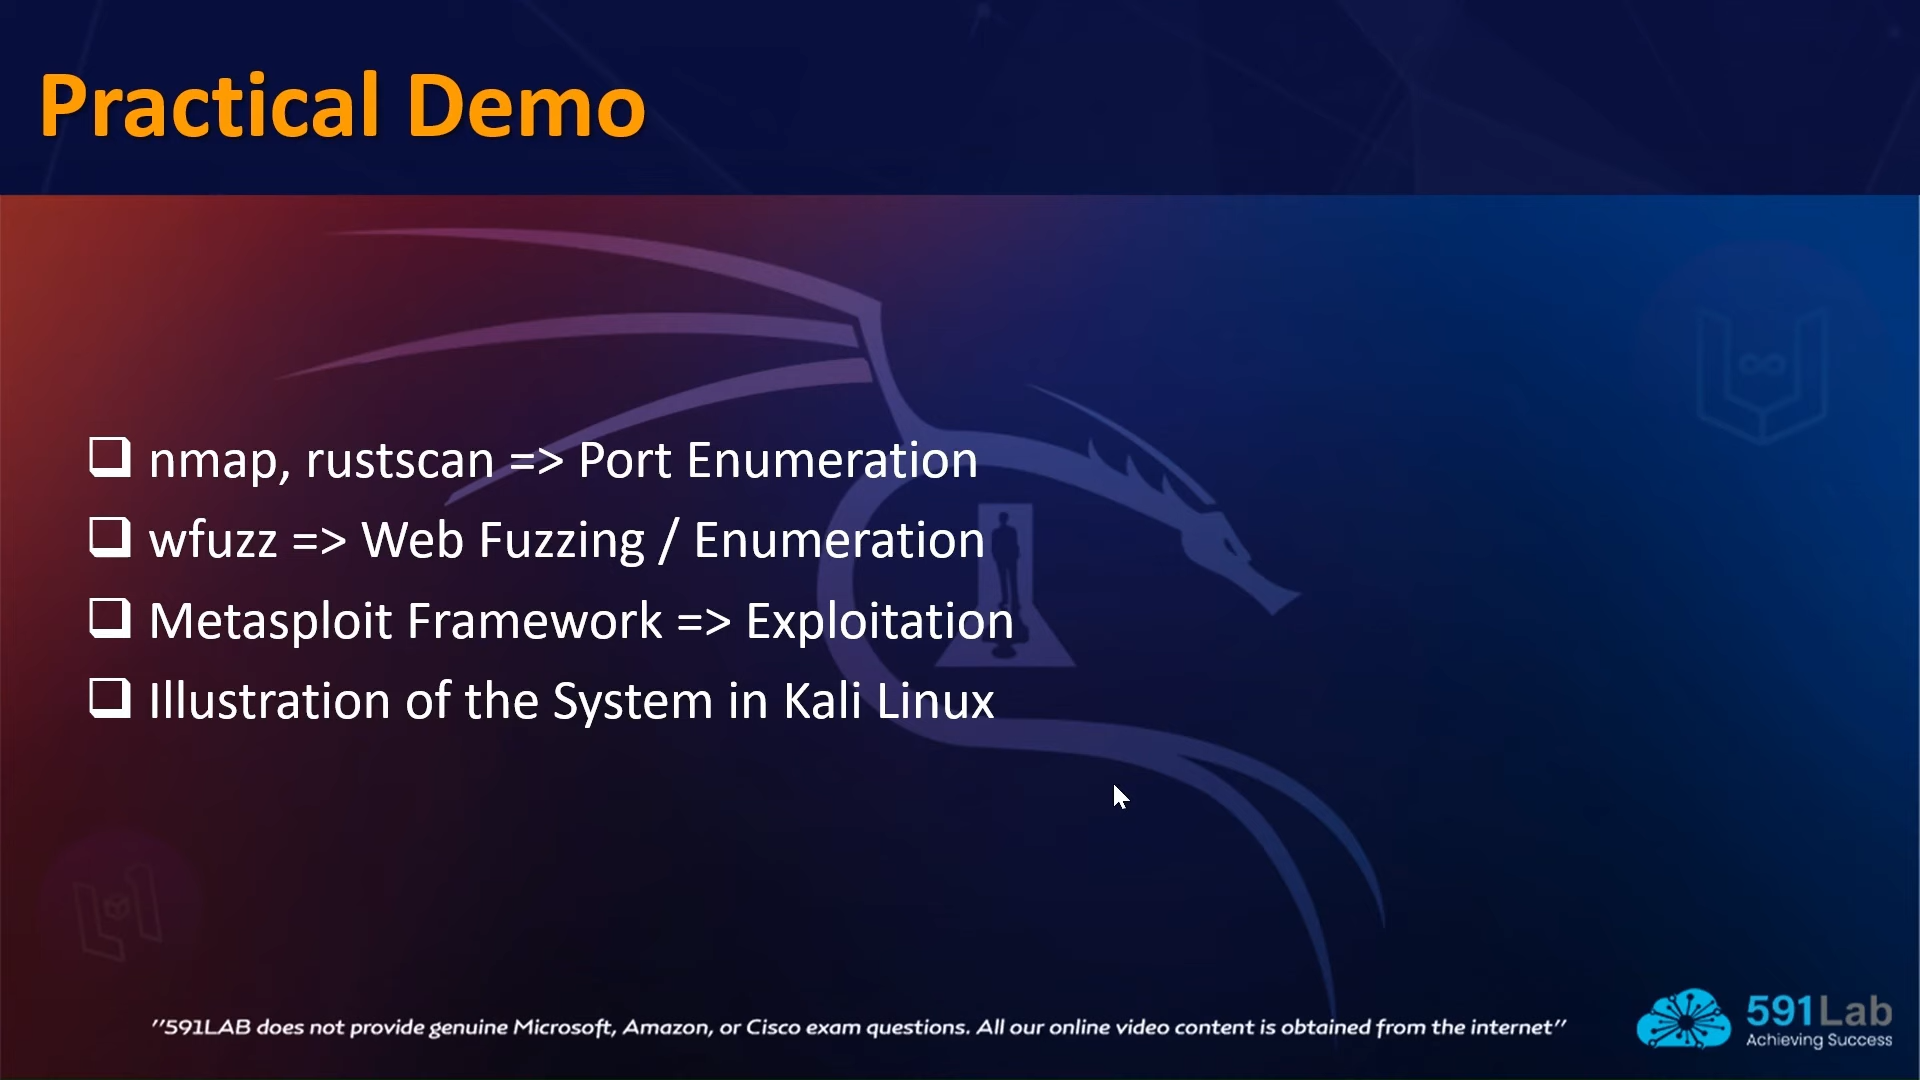 Practical Demo
nmap, rustscan => Port Enumeration
wfuzz => Web Fuzzing / Enumeration
Metasploit Framework => Exploitation
Illustration of the System in Kali Linux
''591LAB does not provide genuine Microsoft, Amazon, or Cisco exam questions. All our online video content is obtained from the internet''
591Lab
Achieving Success